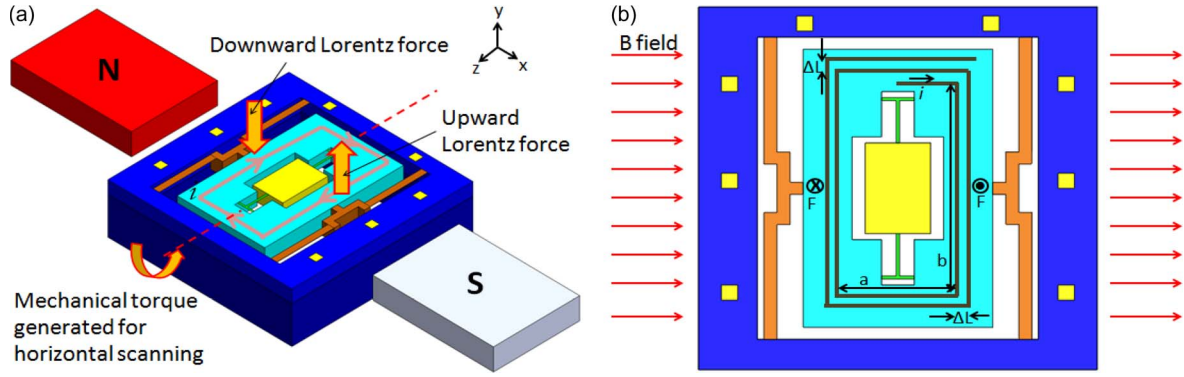 (a)
N
Downward Lorentz force
y
z
x
Upward
Lorentz force
i
S
Mechanical torque
generated for
horizontal scanning
(b)
B field
ΔL
i
F
F
b
a
ΔL